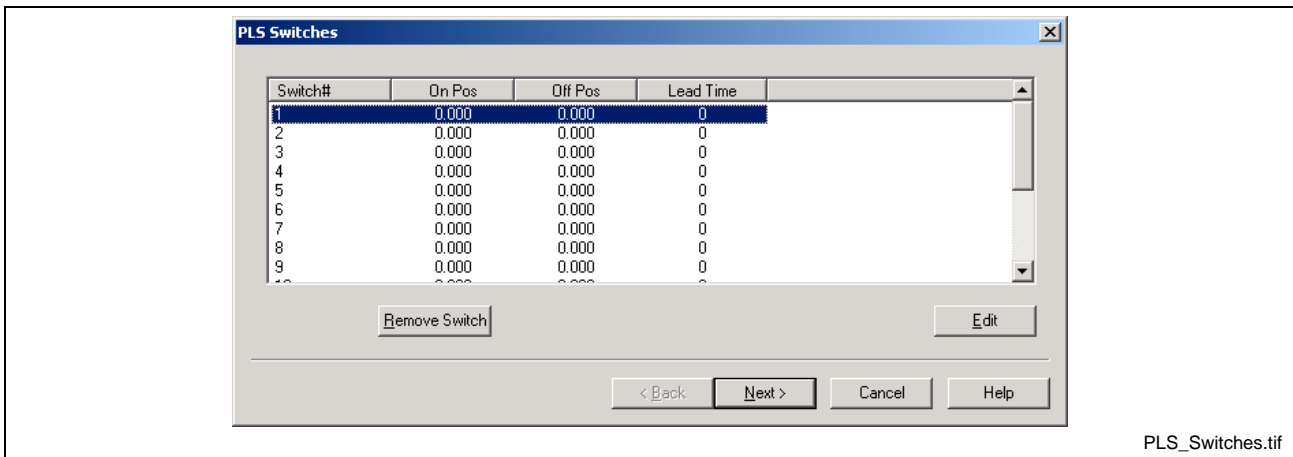 PLS Switches
Switch# On Pos Off Pos Lead Time
1 0.000 0.000 0
2 0.000 0.000 0
3 0.000 0.000 0
4 0.000 0.000 0
5 0.000 0.000 0
6 0.000 0.000 0
7 0.000 0.000 0
8 0.000 0.000 0
9 0.000 0.000 0
Remove Switch Edit
< Back Next > Cancel Help
PLS_Switches.tif